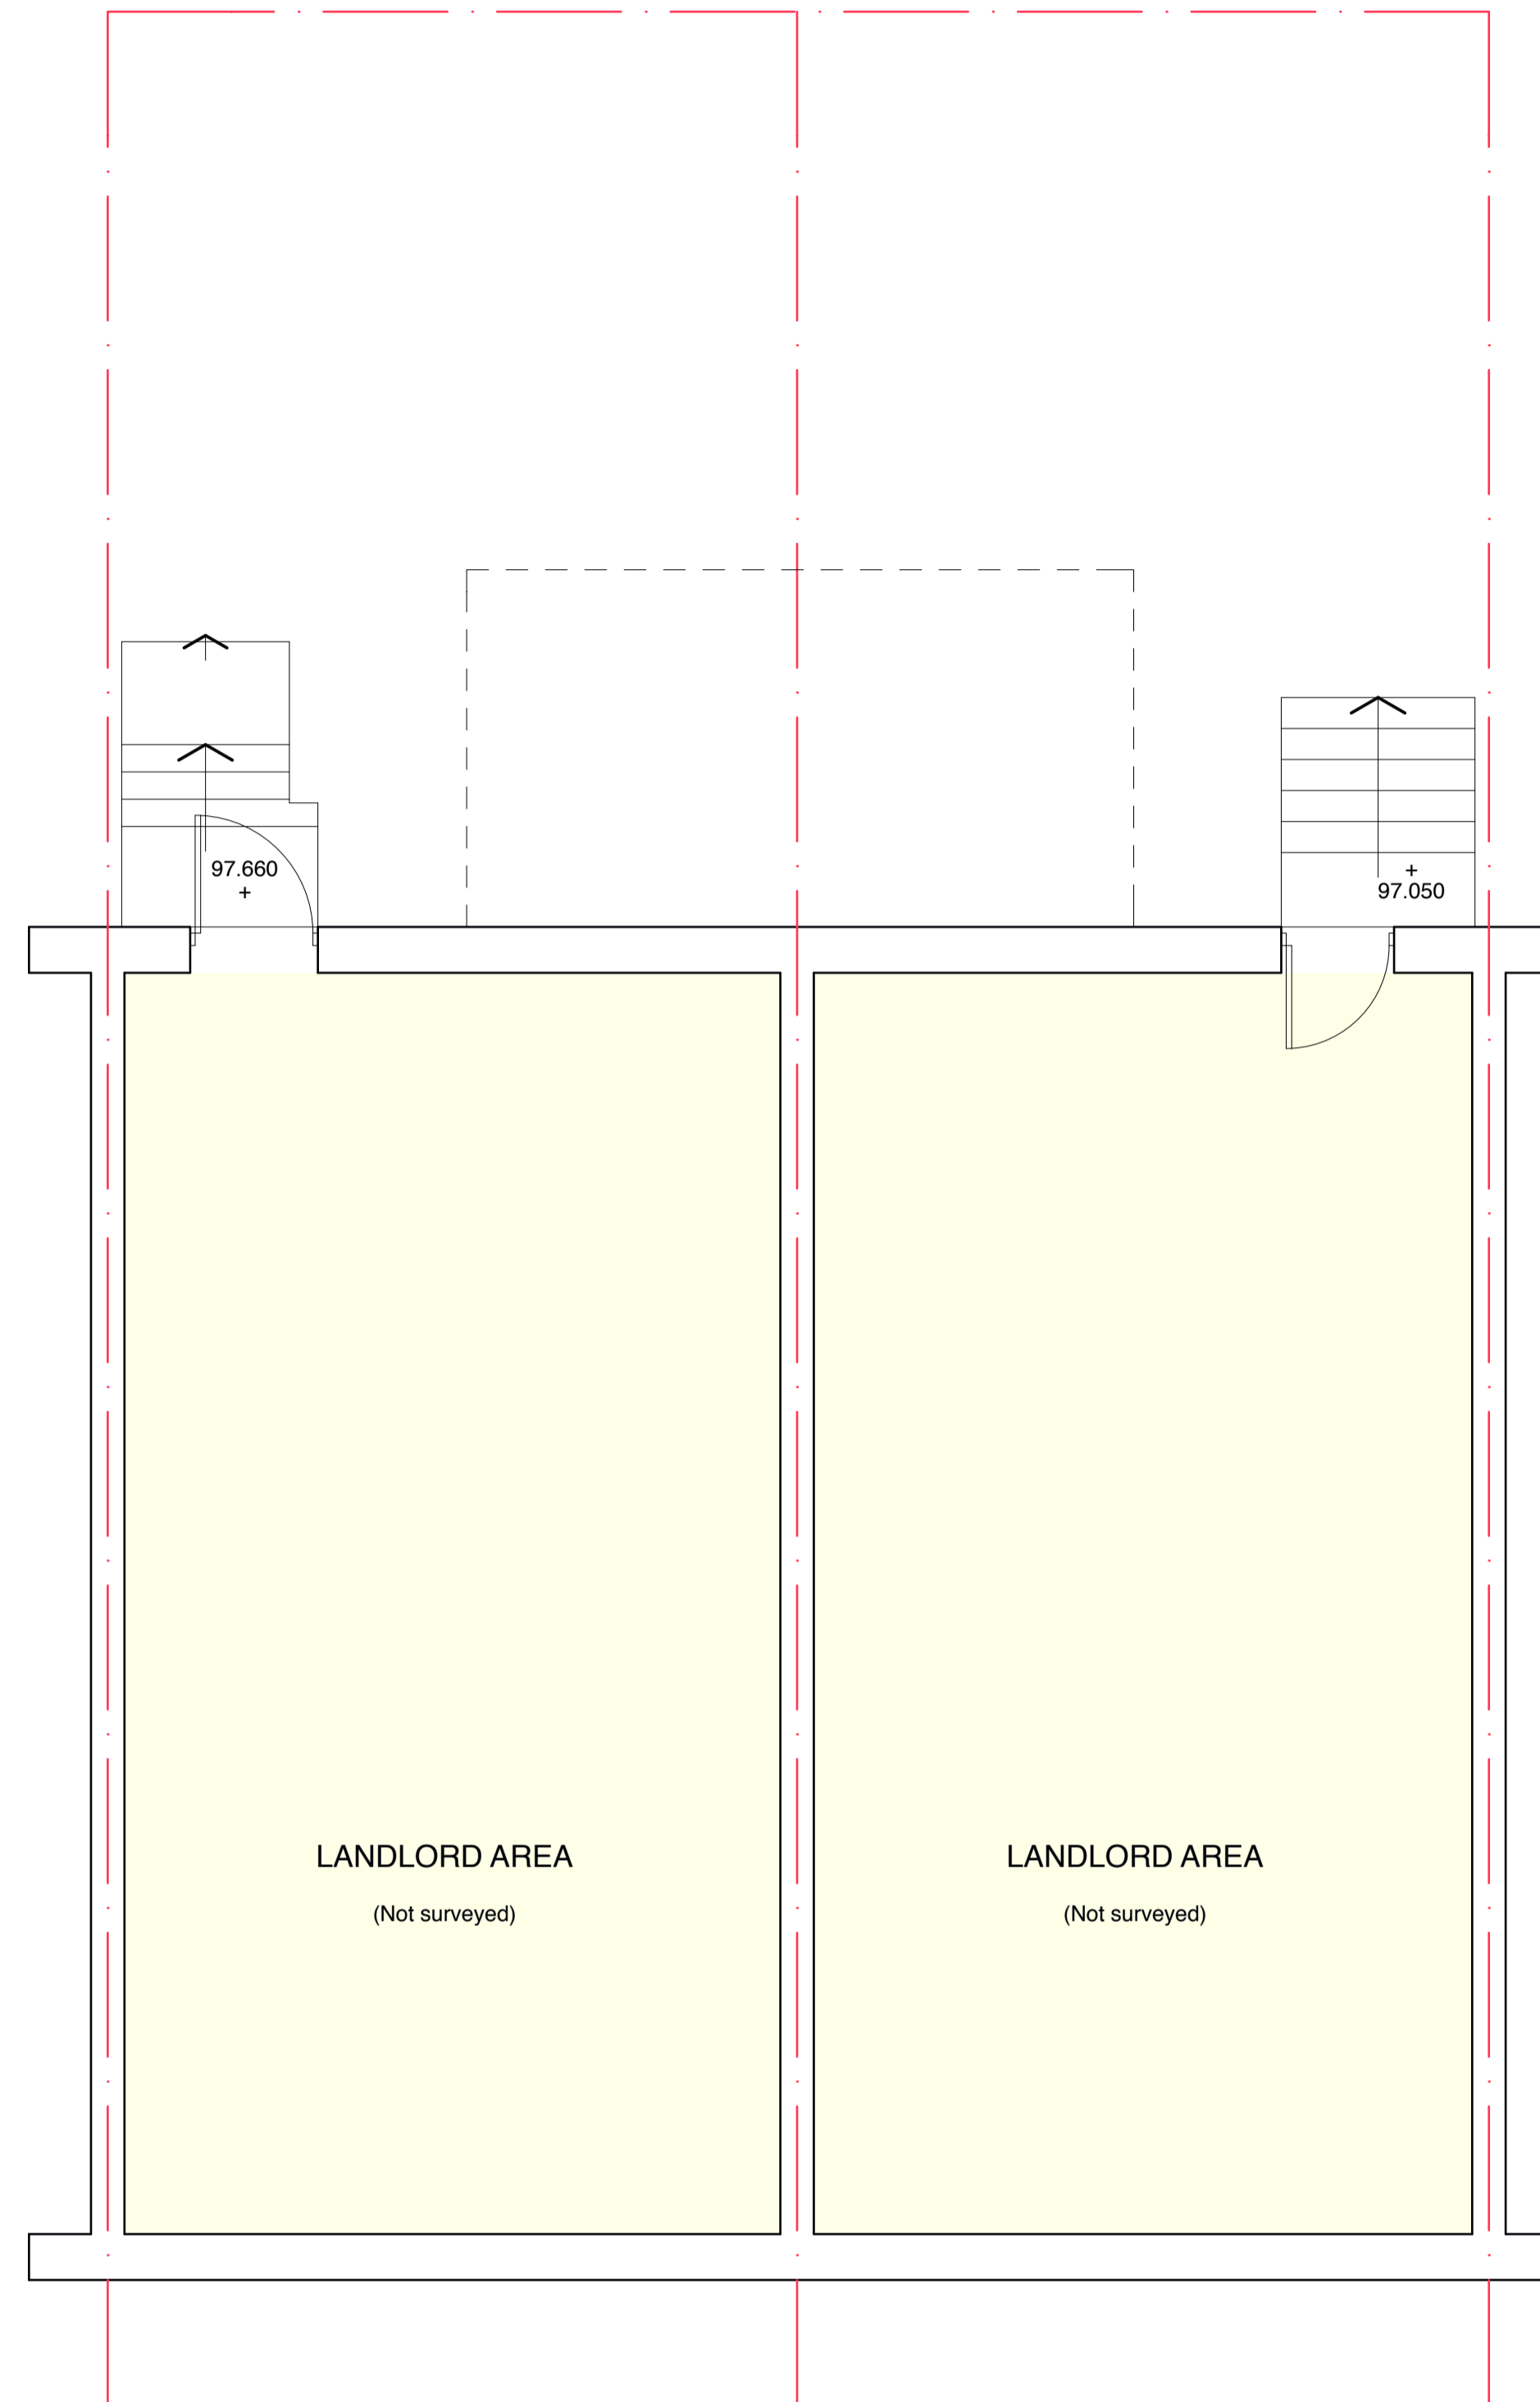 97.660
+
+
97.050
LANDLORD AREA
(Not surveyed)
LANDLORD AREA
(Not surveyed)